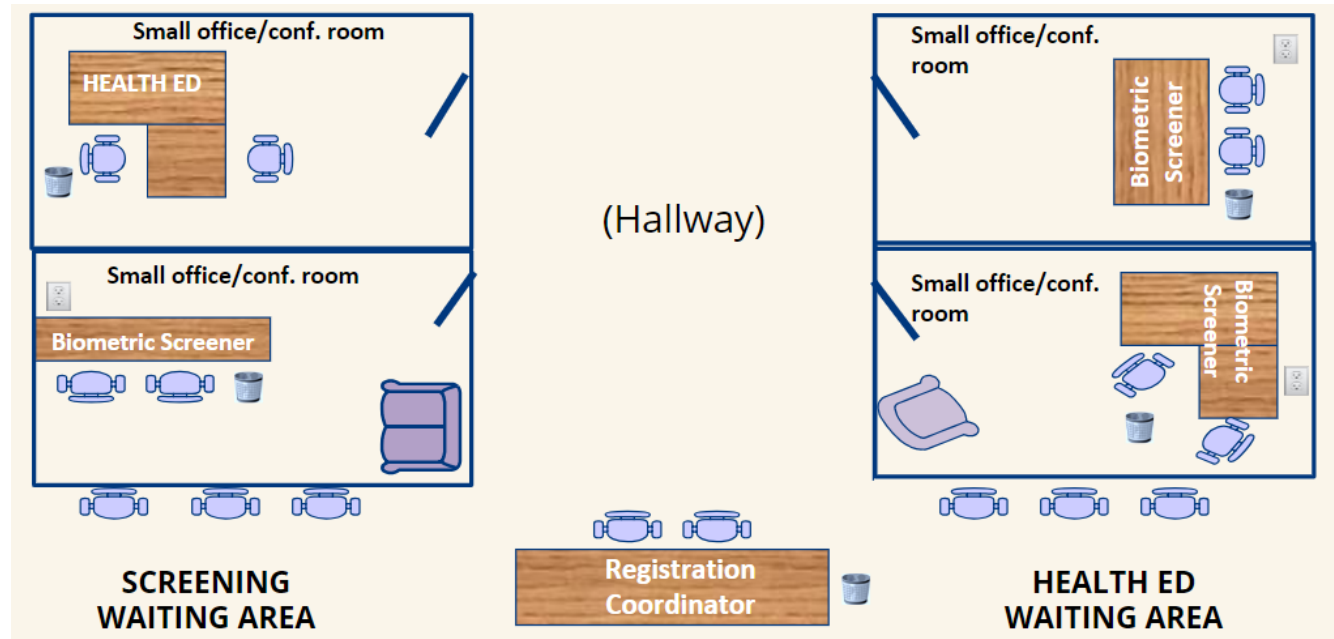 Small office/conf. room
HEALTH ED
Small office/conf.
room
Biometric
Screener
(Hallway)
Small office/conf. room
Biometric Screener
Small office/conf.
room
Biometric
Screener
Registration
Coordinator
SCREENING
WAITING AREA
HEALTH ED
WAITING AREA